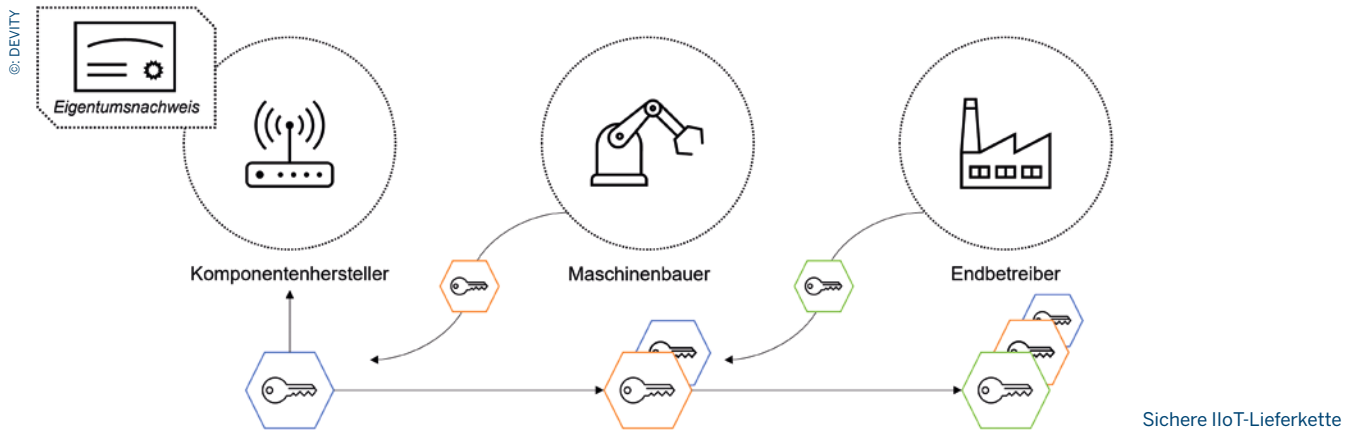 ©: DEVITY
Eigentumsnachweis
Komponentenhersteller
Maschinenbauer
Endbetreiber
Sichere IIoT-Lieferkette